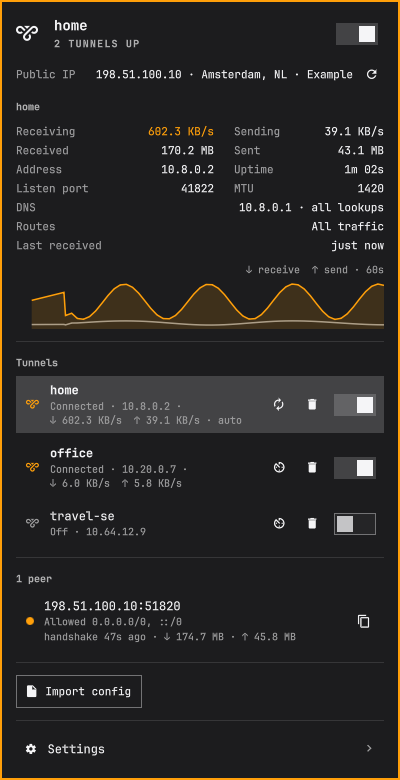 home
2 TUNNELS UP
Public IP 198.51.100.10 · Amsterdam, NL · Example
home
Receiving 602.3 KB/s Sending 39.1 KB/s
Received 170.2 MB Sent 43.1 MB
Address 10.8.0.2 Uptime 1m 02s
Listen port 41822 MTU 1420
DNS 10.8.0.1 · all lookups
Routes All traffic
Last received just now
↓ receive ↑ send · 60s
Tunnels
home
Connected · 10.8.0.2 ·
↓ 602.3 KB/s ↑ 39.1 KB/s · auto
office
Connected · 10.20.0.7 ·
↓ 6.0 KB/s ↑ 5.8 KB/s
travel-se
Off · 10.64.12.9
1 peer
198.51.100.10:51820
Allowed 0.0.0.0/0, ::/0
handshake 47s ago · ↓ 174.7 MB · ↑ 45.8 MB
Import config
Settings